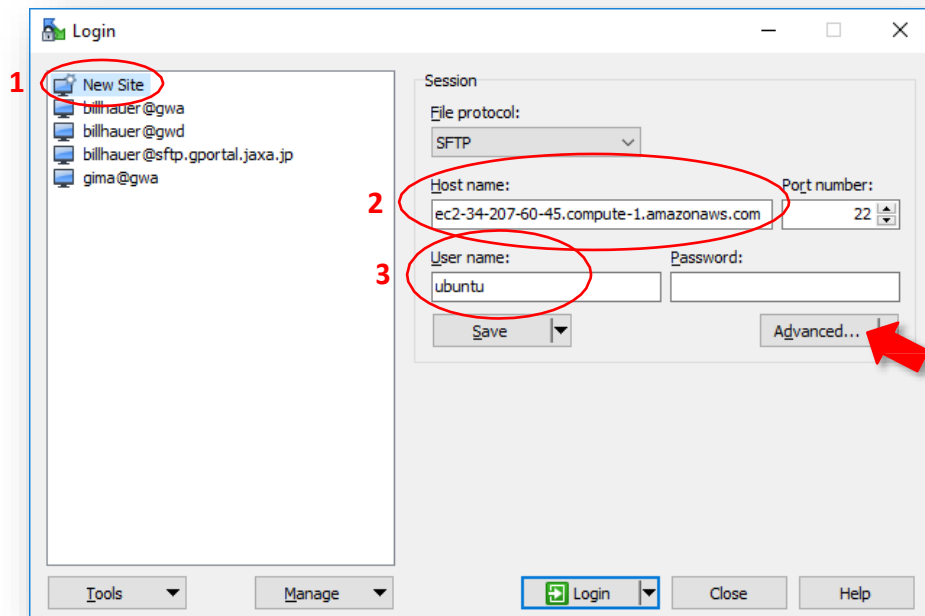 Login
1
New Site
billhauer@gwa
billhauer@gwd
billhauer@sftp.gportal.jaxa.jp
gima@gwa
Session
File protocol:
SFTP
2
Host name:
Port number:
ec2-34-207-60-45.compute-1.amazonaws.com
22
3
User name:
Password:
ubuntu
Save
Advanced...
Tools
Manage
Login
Close
Help